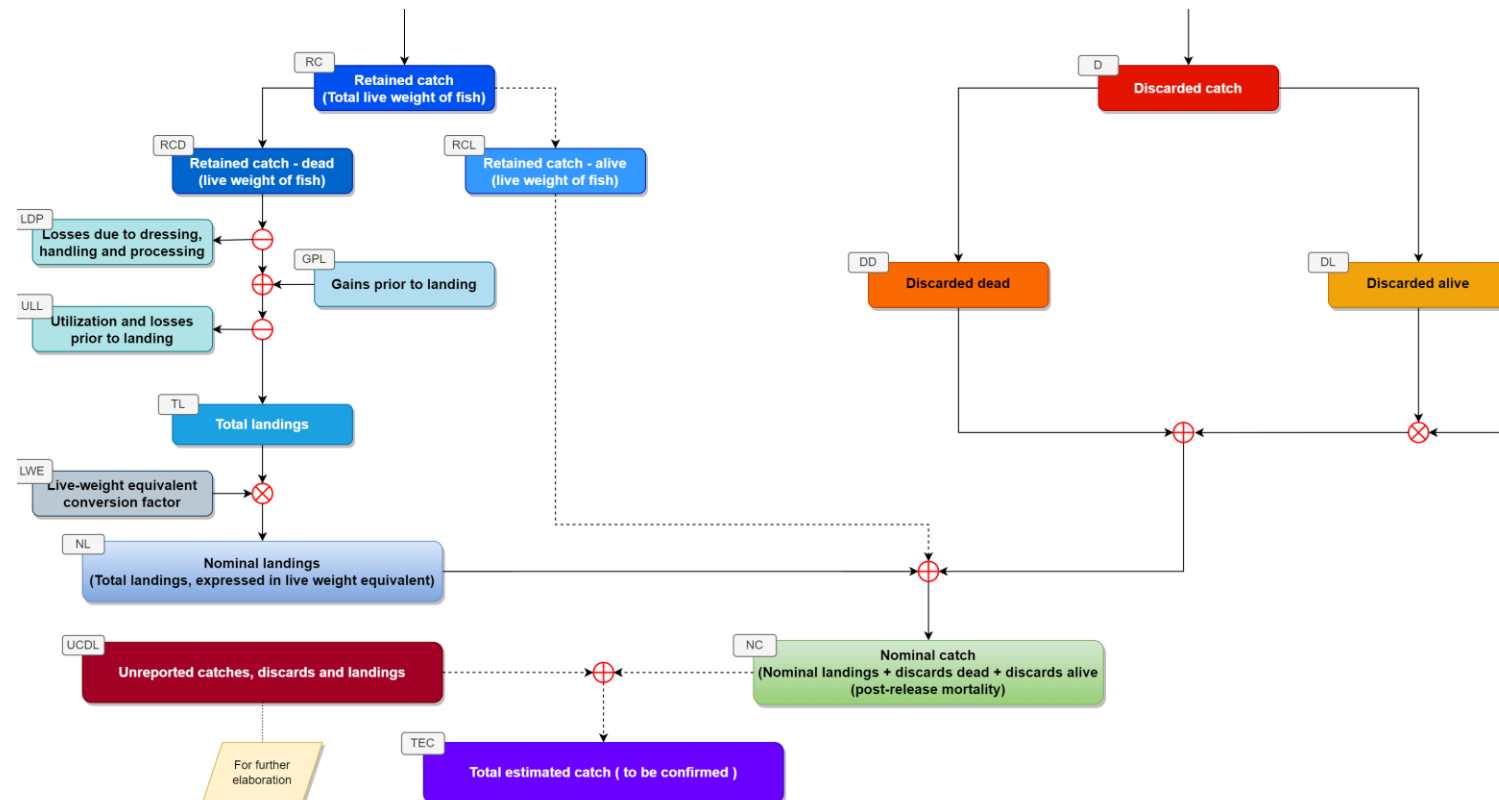 RC
Retained catch
(Total live weight of fish)
D
Discarded catch
RCD
Retained catch - dead
(live weight of fish)
RCL
Retained catch - alive
(live weight of fish)
LDP
Losses due to dressing,
handling and processing
GPL
Gains prior to landing
DD
Discarded dead
DL
Discarded alive
ULL
Utilization and losses
prior to landing
TL
Total landings
LWE
Live-weight equivalent
conversion factor
NL
Nominal landings
(Total landings, expressed in live weight equivalent)
UCDL
Unreported catches, discards and landings
NC
Nominal catch
(Nominal landings + discards dead + discards alive
(post-release mortality)
TEC
Total estimated catch ( to be confirmed )
For further
elaboration